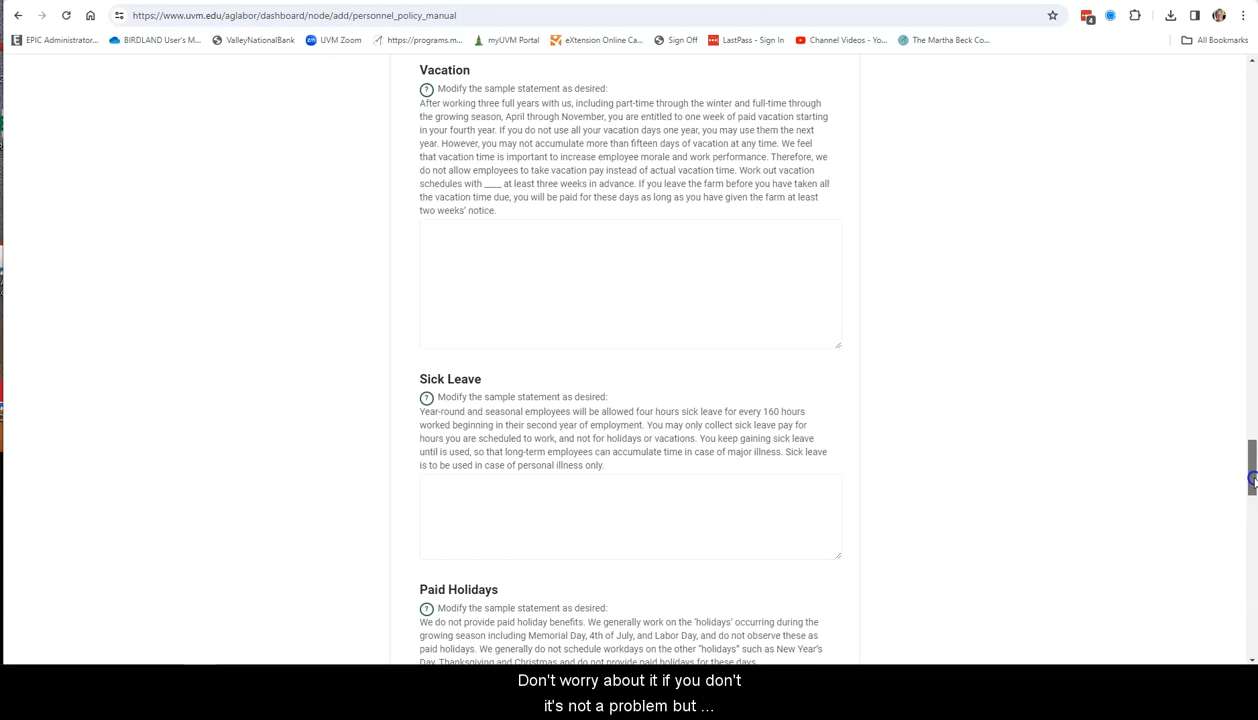 https://www.uvm.edu/aglabor/dashboard/node/add/personnel_policy_manual
4
EPIC Administrator...
BIRDLAND User's M...
ValleyNationalBank
UVM Zoom
https://programs.m...
myUVM Portal
eXtension Online Ca...
Sign Off
LastPass - Sign In
Channel Videos - Yo...
The Martha Beck Co...
All Bookmarks
Vacation
? Modify the sample statement as desired:
After working three full years with us, including part-time through the winter and full-time through
the growing season, April through November, you are entitled to one week of paid vacation starting
in your fourth year. If you do not use all your vacation days one year, you may use them the next
year. However, you may not accumulate more than fifteen days of vacation at any time. We feel
that vacation time is important to increase employee morale and work performance. Therefore, we
do not allow employees to take vacation pay instead of actual vacation time. Work out vacation
schedules with ____ at least three weeks in advance. If you leave the farm before you have taken all
the vacation time due, you will be paid for these days as long as you have given the farm at least
two weeks' notice.
Sick Leave
? Modify the sample statement as desired:
Year-round and seasonal employees will be allowed four hours sick leave for every 160 hours
worked beginning in their second year of employment. You may only collect sick leave pay for
hours you are scheduled to work, and not for holidays or vacations. You keep gaining sick leave
until is used, so that long-term employees can accumulate time in case of major illness. Sick leave
is to be used in case of personal illness only.
Paid Holidays
? Modify the sample statement as desired:
We do not provide paid holiday benefits. We generally work on the 'holidays' occurring during the
growing season including Memorial Day, 4th of July, and Labor Day, and do not observe these as
paid holidays. We generally do not schedule workdays on the other "holidays" such as New Year's
Day, Thanksgiving and Christmas and do not provide paid holidays for these days.
Don't worry about it if you don't
it's not a problem but ...